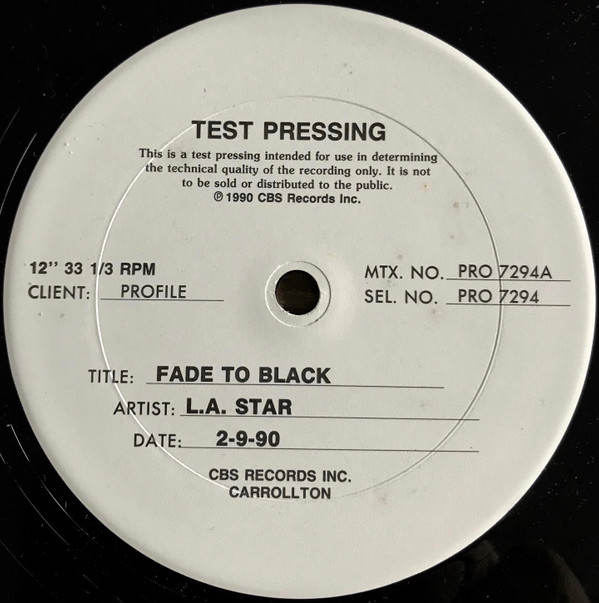 TEST PRESSING
This is a test pressing intended for use in determining
the technical quality of the recording only. It is not
to be sold or distributed to the public.
℗ 1990 CBS Records Inc.
12" 33 1/3 RPM
CLIENT: PROFILE
MTX. NO. PRO 7294A
SEL. NO. PRO 7294
TITLE: FADE TO BLACK
ARTIST: L.A. STAR
DATE: 2-9-90
CBS RECORDS INC.
CARROLLTON